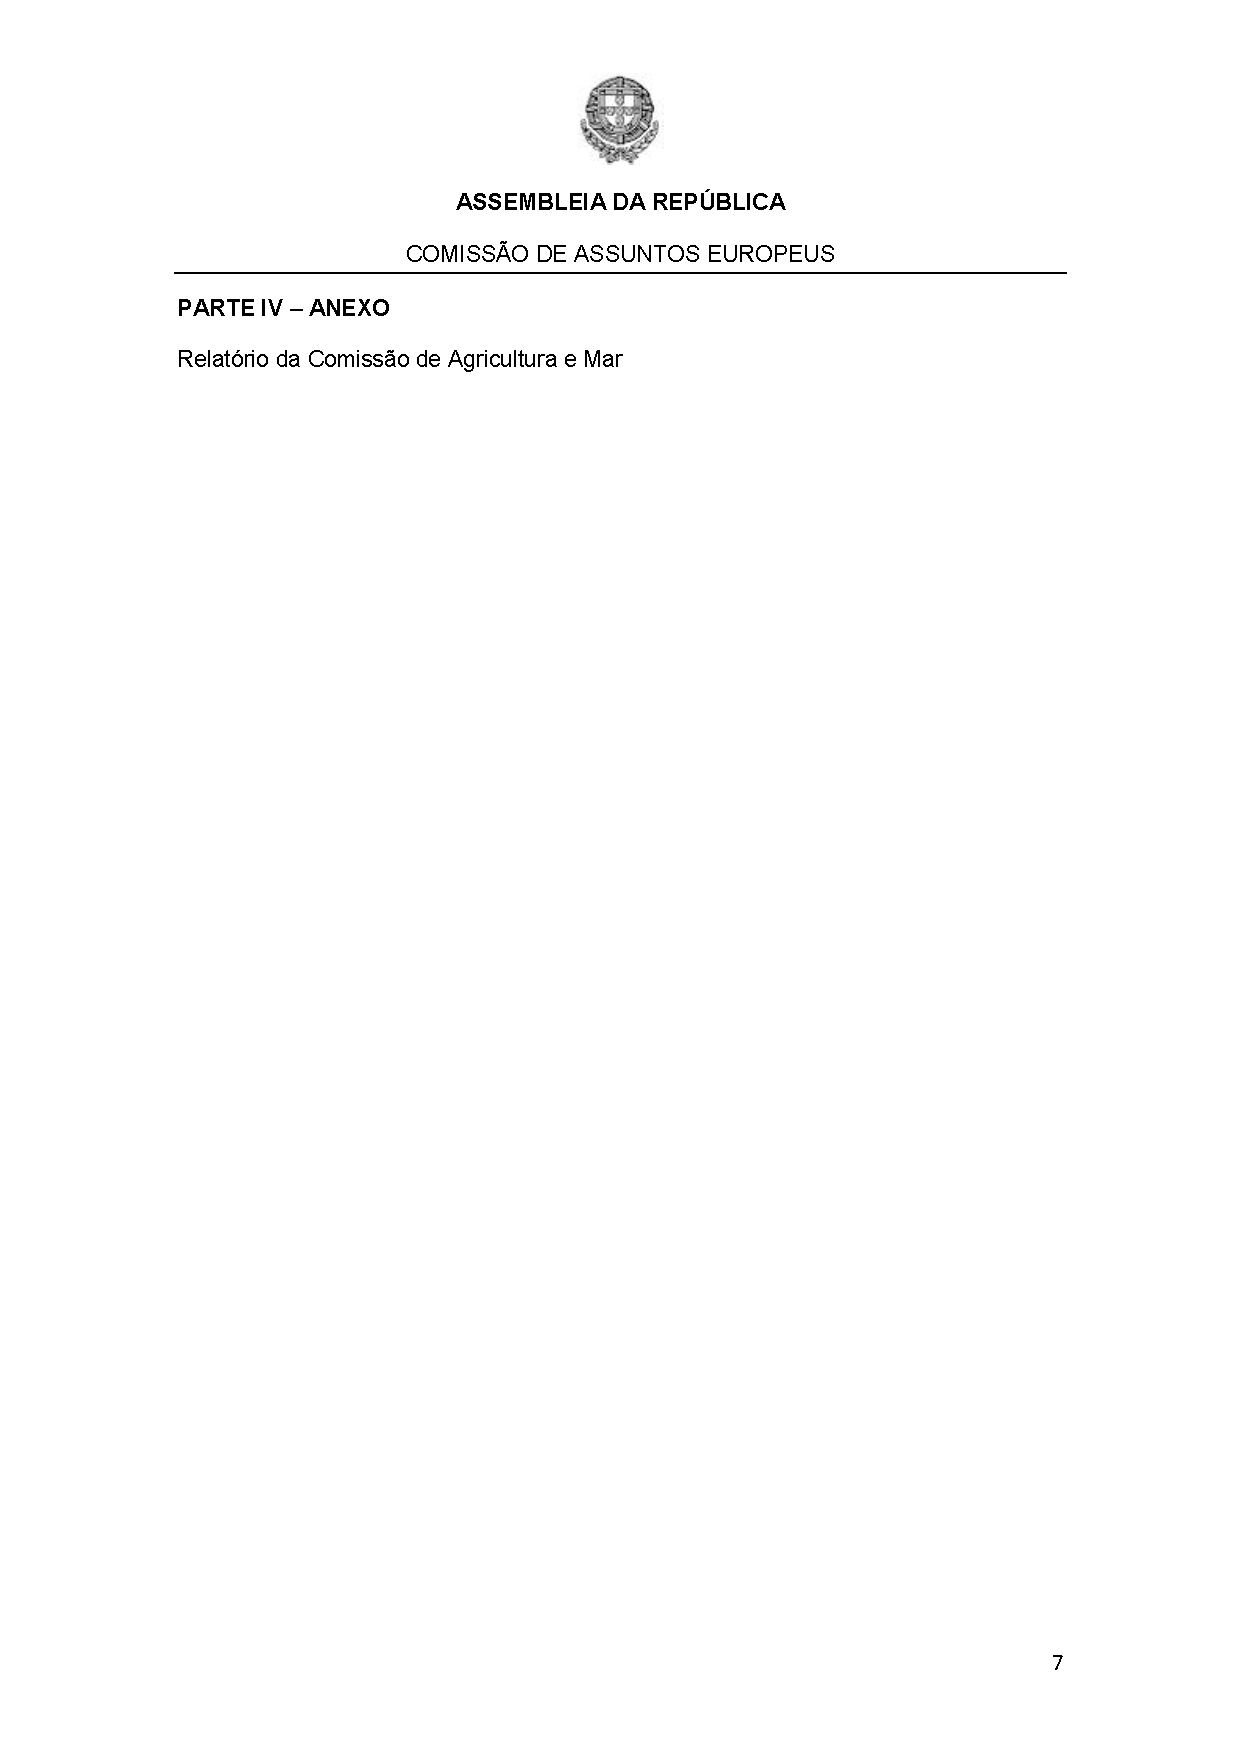 ASSEMBLEIA DA REPÚBLICA
COMISSÃO DE ASSUNTOS EUROPEUS
PARTE IV – ANEXO
Relatório da Comissão de Agricultura e Mar
7